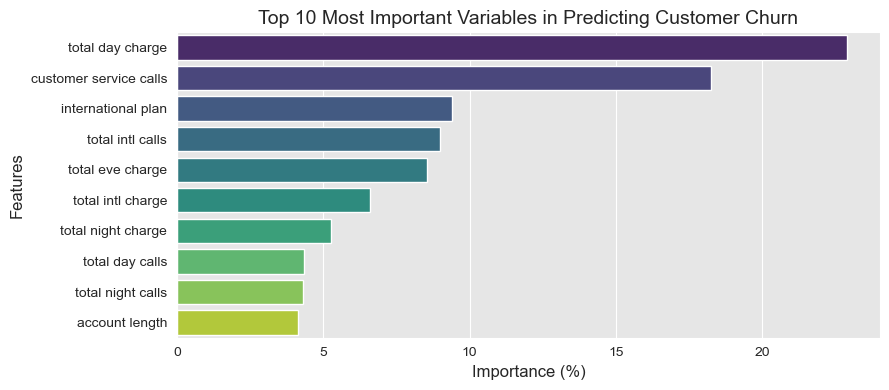 Top 10 Most Important Variables in Predicting Customer Churn
Features
total day charge
customer service calls
international plan
total intl calls
total eve charge
total intl charge
total night charge
total day calls
total night calls
account length
0 5 10 15 20
Importance (%)